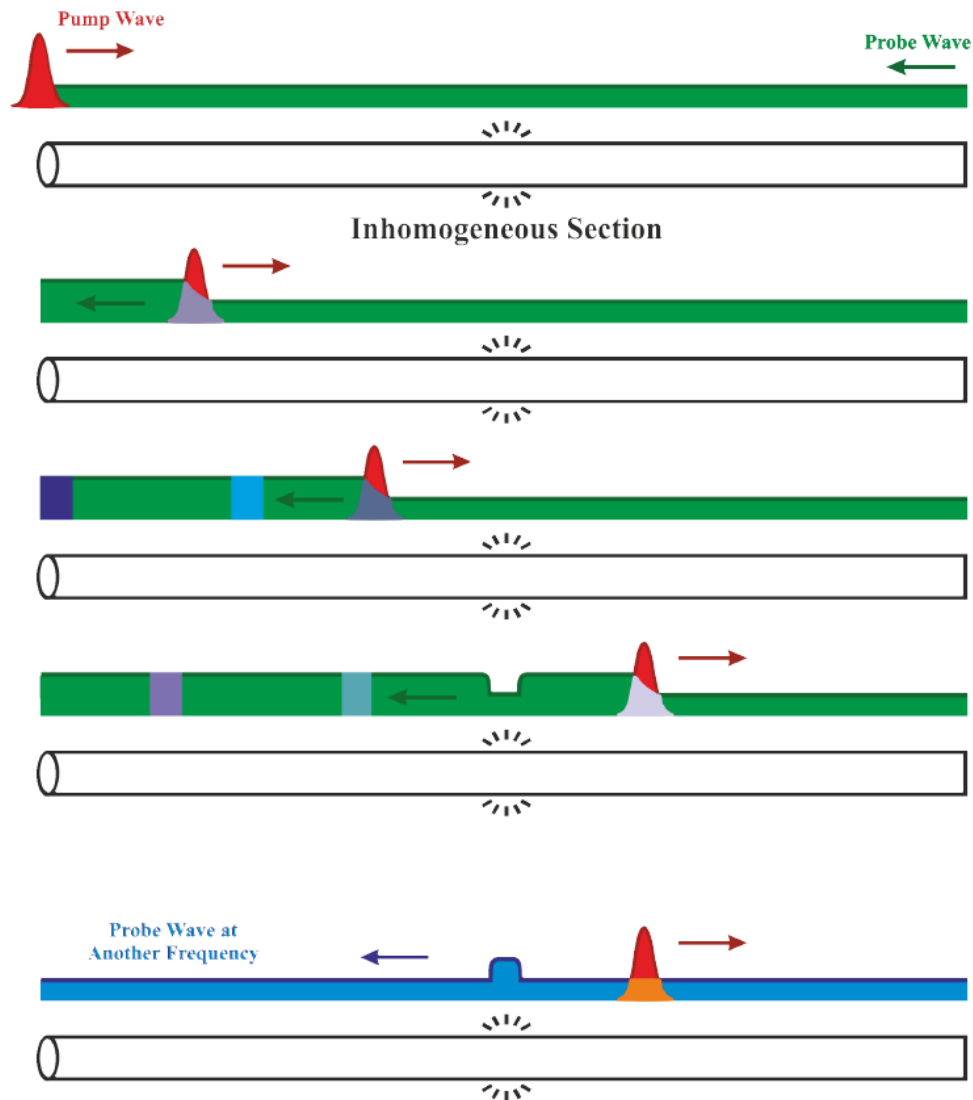 Pump Wave
Probe Wave
Inhomogeneous Section
Probe Wave at
Another Frequency